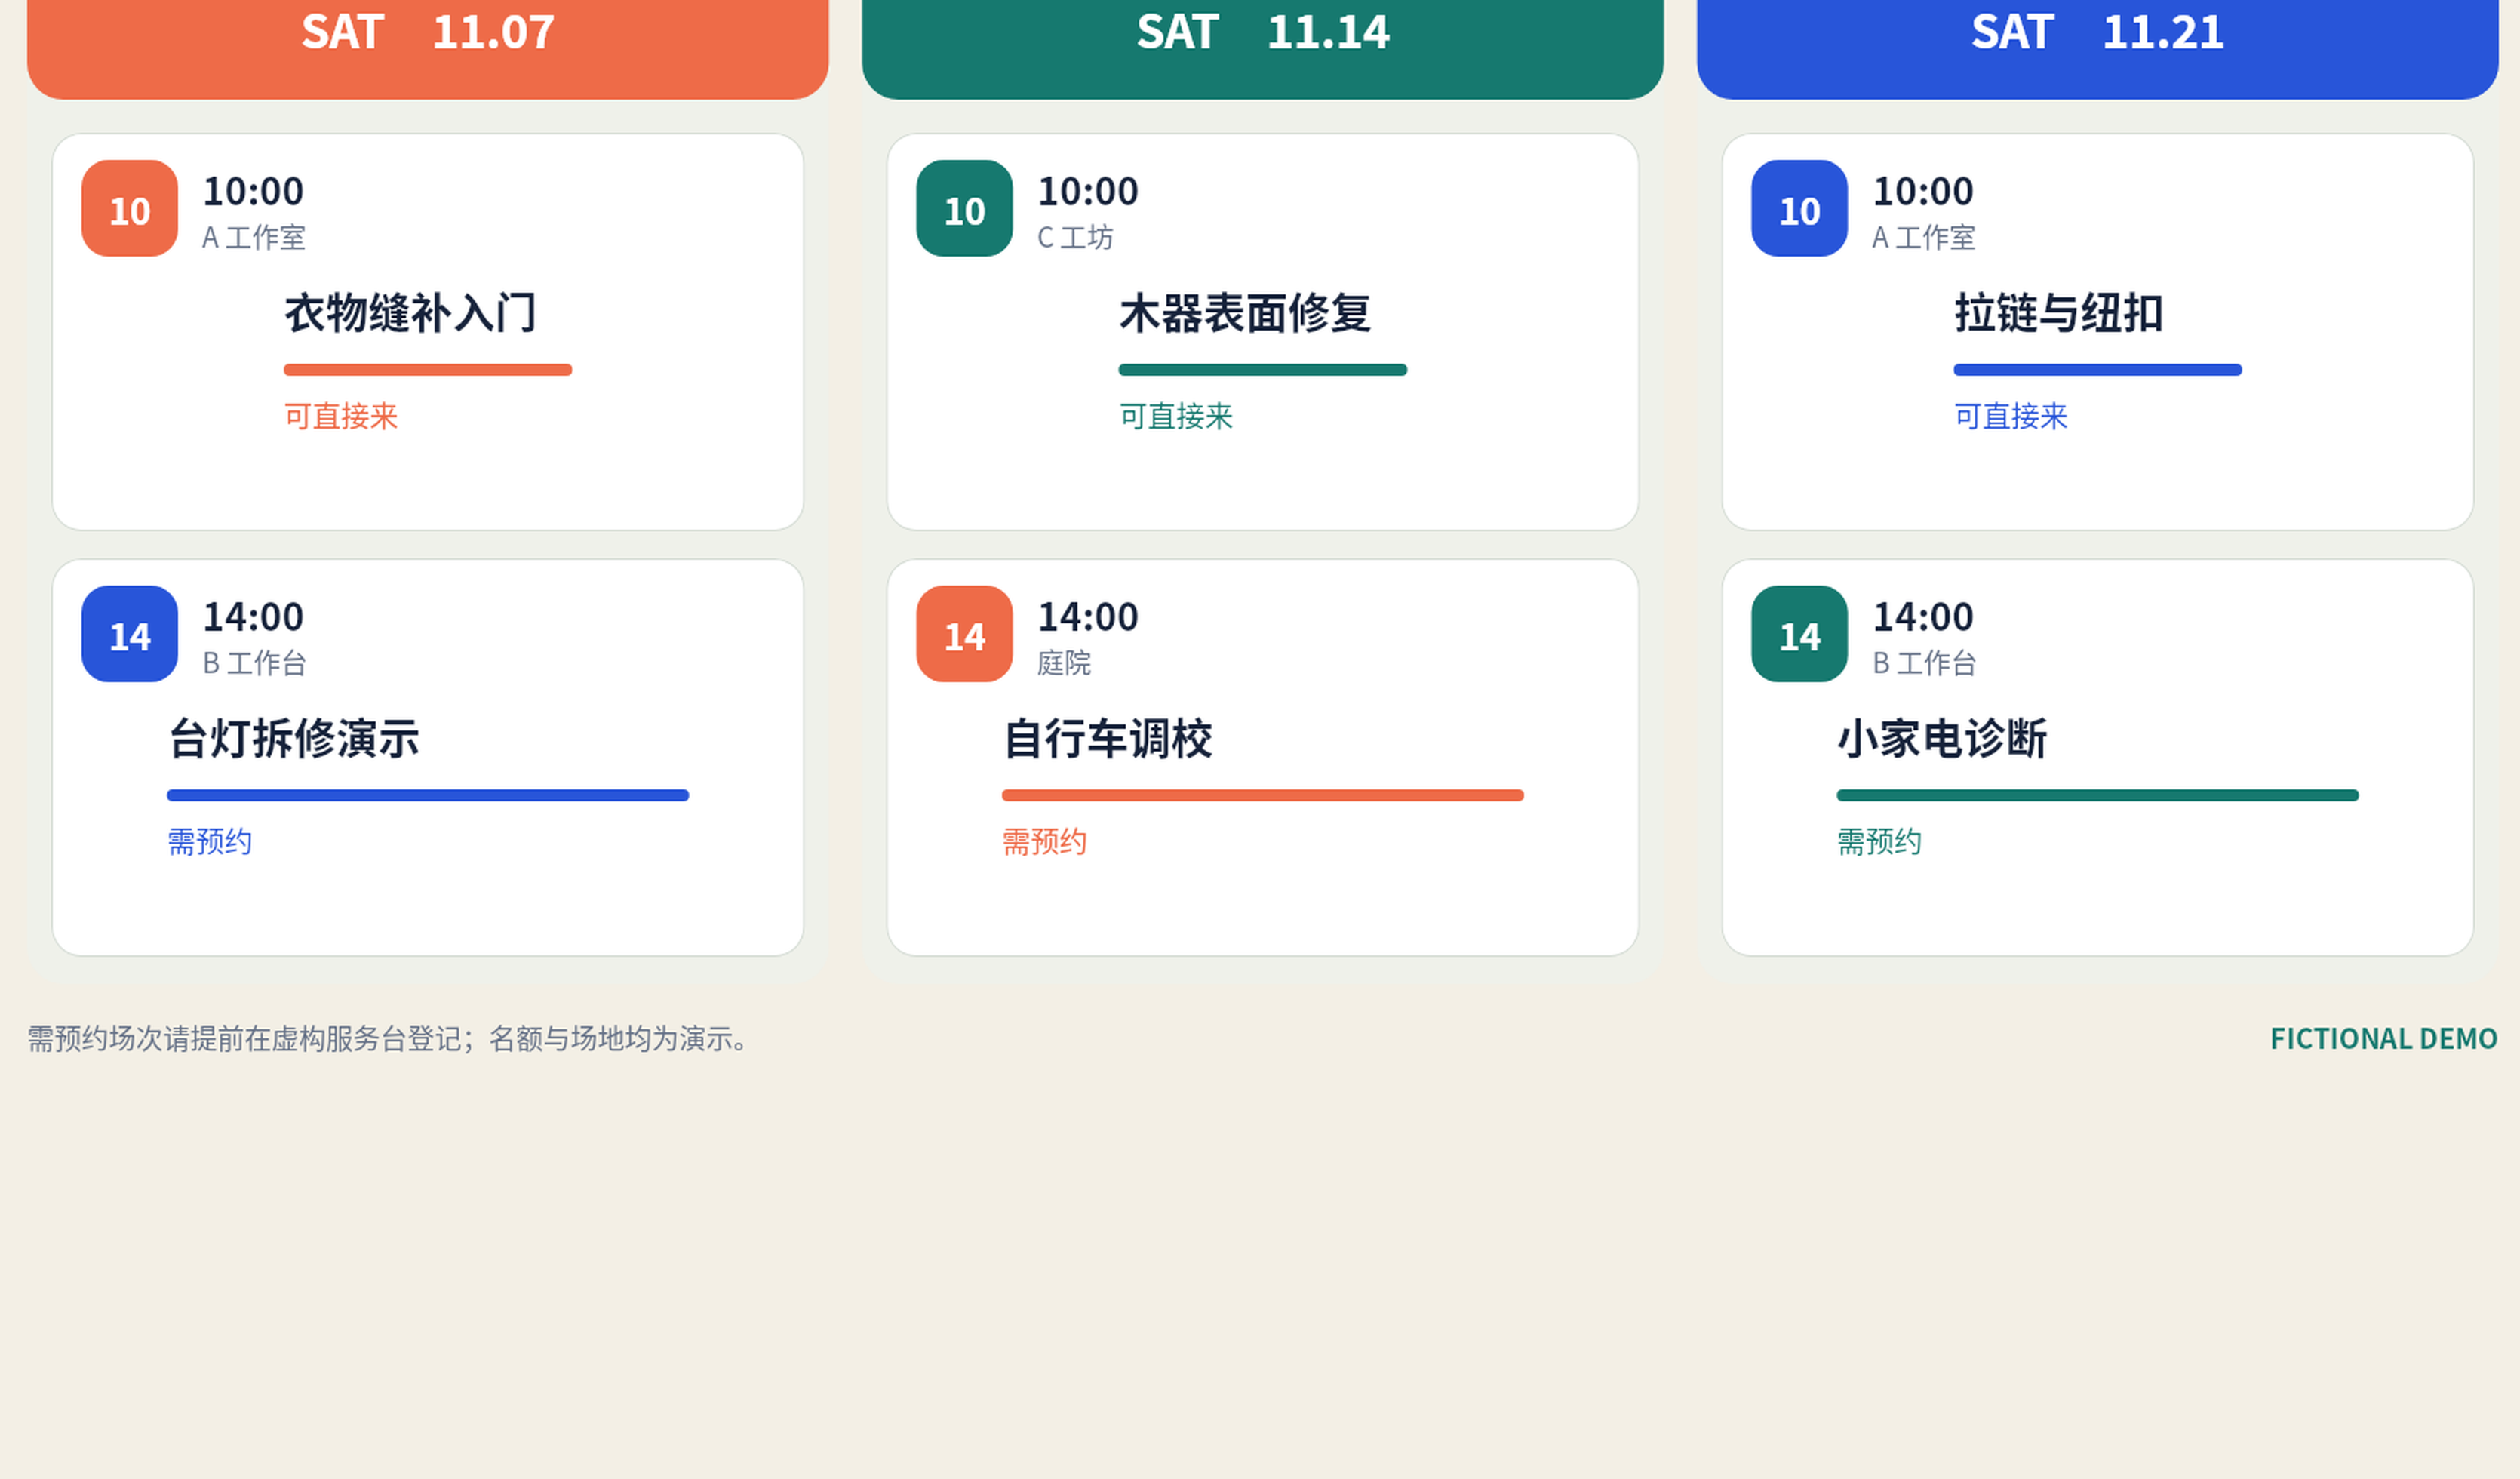 SAT 11.07
10
10:00
A 工作室
衣物缝补入门
可直接来
14
14:00
B 工作台
台灯拆修演示
需预约
SAT 11.14
10
10:00
C 工坊
木器表面修复
可直接来
14
14:00
庭院
自行车调校
需预约
SAT 11.21
10
10:00
A 工作室
拉链与纽扣
可直接来
14
14:00
B 工作台
小家电诊断
需预约
需预约场次请提前在虚构服务台登记；名额与场地均为演示。
FICTIONAL DEMO